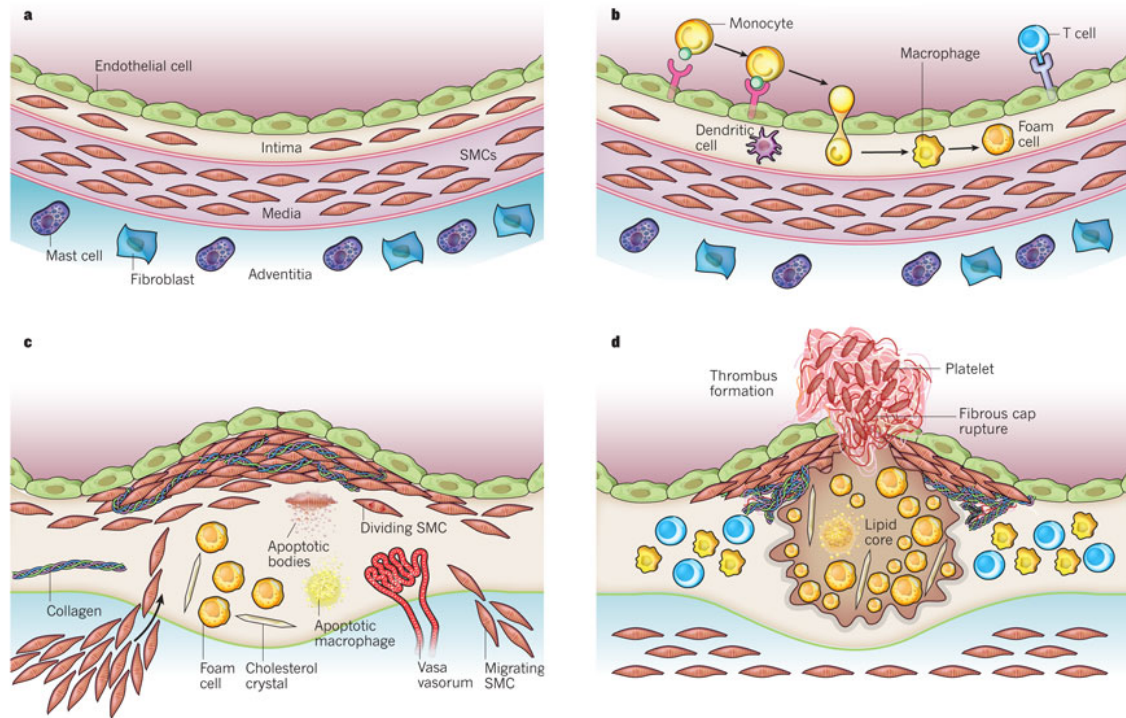 a
Endothelial cell
Intima
SMCs
Media
Mast cell
Fibroblast
Adventitia
b
Monocyte
Macrophage
T cell
Dendritic
cell
Foam
cell
c
Dividing SMC
Apoptotic
bodies
Collagen
Apoptotic
macrophage
Foam
cell
Cholesterol
crystal
Vasa
vasorum
Migrating
SMC
d
Thrombus
formation
Platelet
Fibrous cap
rupture
Lipid
core